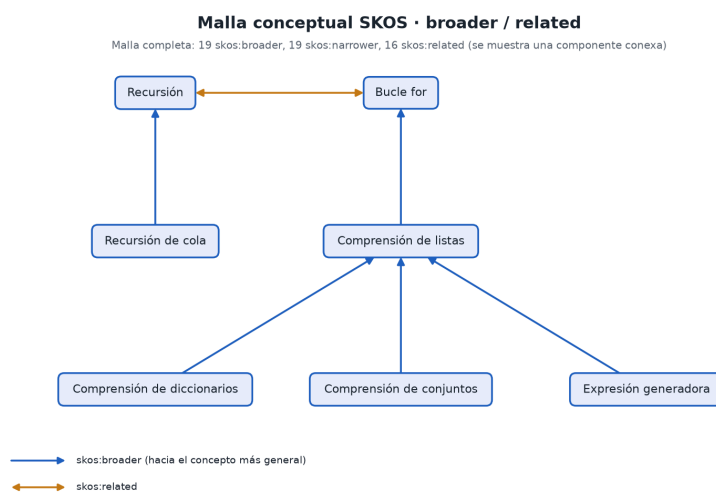 Malla conceptual SKOS · broader / related
Malla completa: 19 skos:broader, 19 skos:narrower, 16 skos:related (se muestra una componente conexa)
Recursión
Bucle for
Recursión de cola
Comprensión de listas
Comprensión de diccionarios
Comprensión de conjuntos
Expresión generadora
skos:broader (hacia el concepto más general)
skos:related